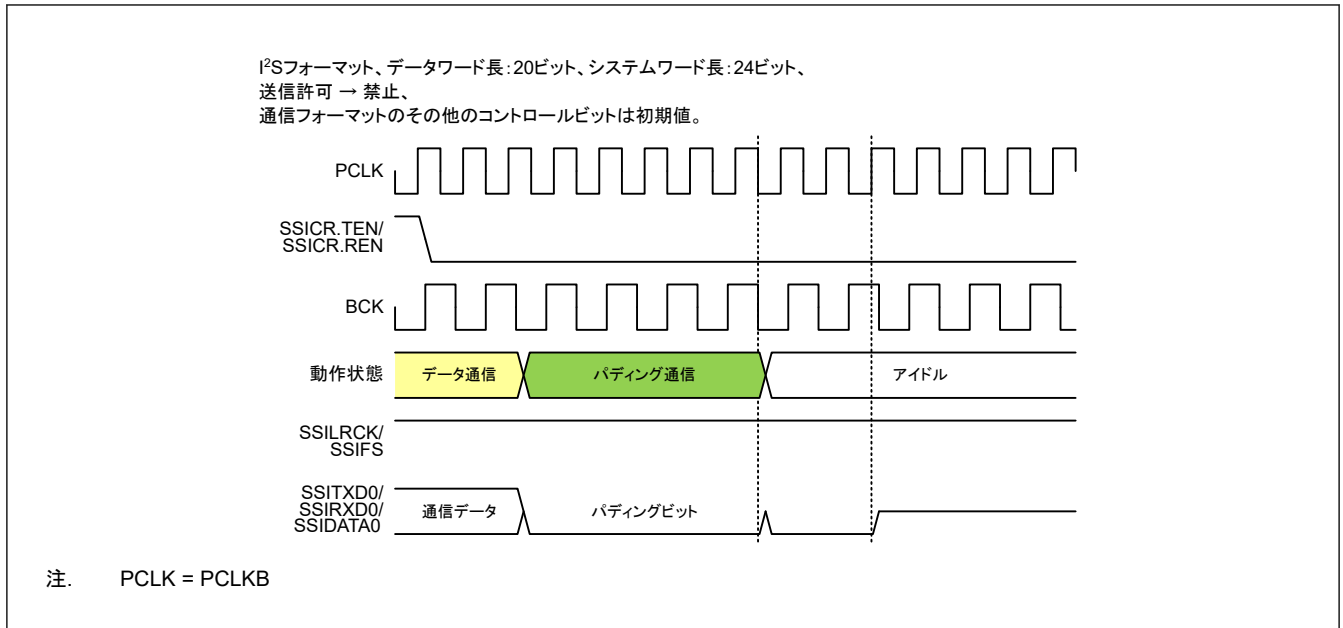 I²Sフォーマット、データワード長:20ビット、システムワード長:24ビット、
送信許可 → 禁止、
通信フォーマットのその他のコントロールビットは初期値。
PCLK
SSICR.TEN/
SSICR.REN
BCK
動作状態 データ通信 パディング通信 アイドル
SSILRCK/
SSIFS
SSITXD0/
SSIRXD0/
SSIDATA0
通信データ パディングビット
注. PCLK = PCLKB